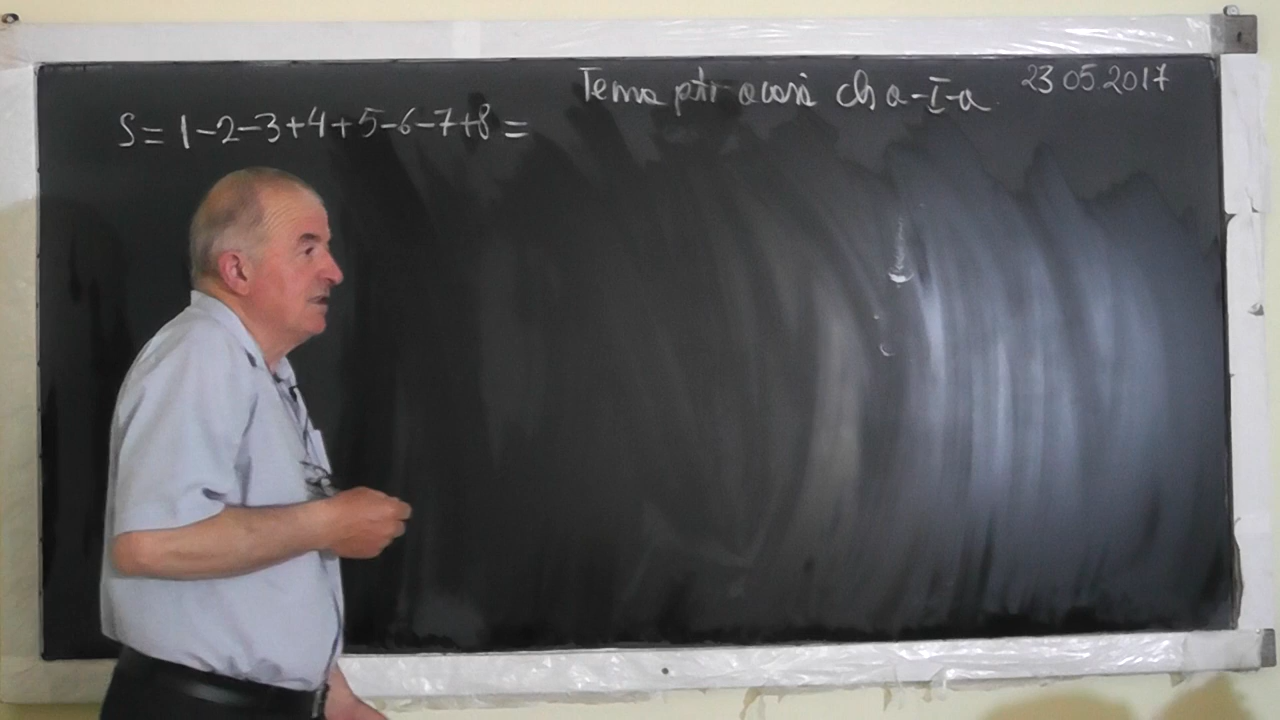 Tema ptr acasă cls a-I-a 23.05.2017
S = 1-2-3+4+5-6-7+8 =